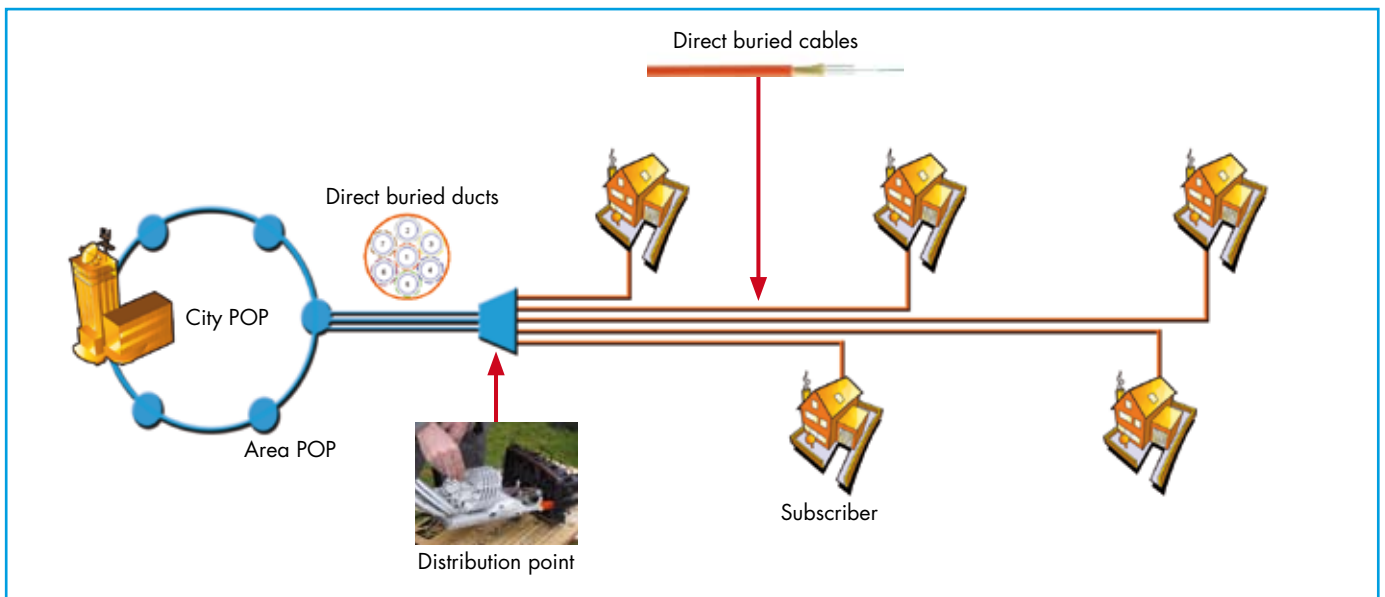 Direct buried cables
Direct buried ducts
City POP
Area POP
Subscriber
Distribution point